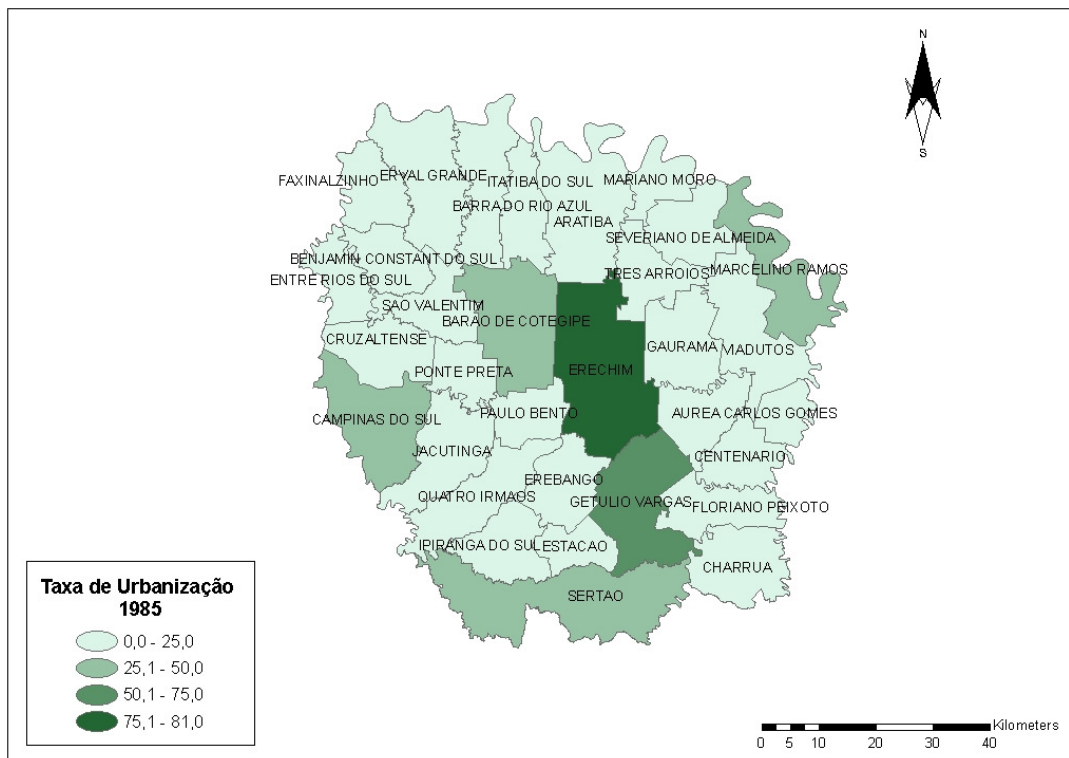 N
S
FAXINALZINHO
ERVAL GRANDE
ITATIBA DO SUL
MARIANO MORO
BARRA DO RIO AZUL
ARATIBA
SEVERIANO DE ALMEIDA
BENJAMIN CONSTANT DO SUL
ENTRE RIOS DO SUL
TRES ARROIOS
MARCELINO RAMOS
SAO VALENTIM
BARAO DE COTEGIPE
CRUZALTENSE
GAURAMA
MADUTOS
PONTE PRETA
ERECHIM
CAMPINAS DO SUL
PAULO BENTO
AUREA
CARLOS GOMES
JACUTINGA
CENTENARIO
EREBANGO
QUATRO IRMAOS
GETULIO VARGAS
FLORIANO PEIXOTO
IPIRANGA DO SUL
ESTACAO
CHARRUA
SERTAO
Taxa de Urbanização
1985
0,0 - 25,0
25,1 - 50,0
50,1 - 75,0
75,1 - 81,0
Kilometers
0 5 10 20 30 40